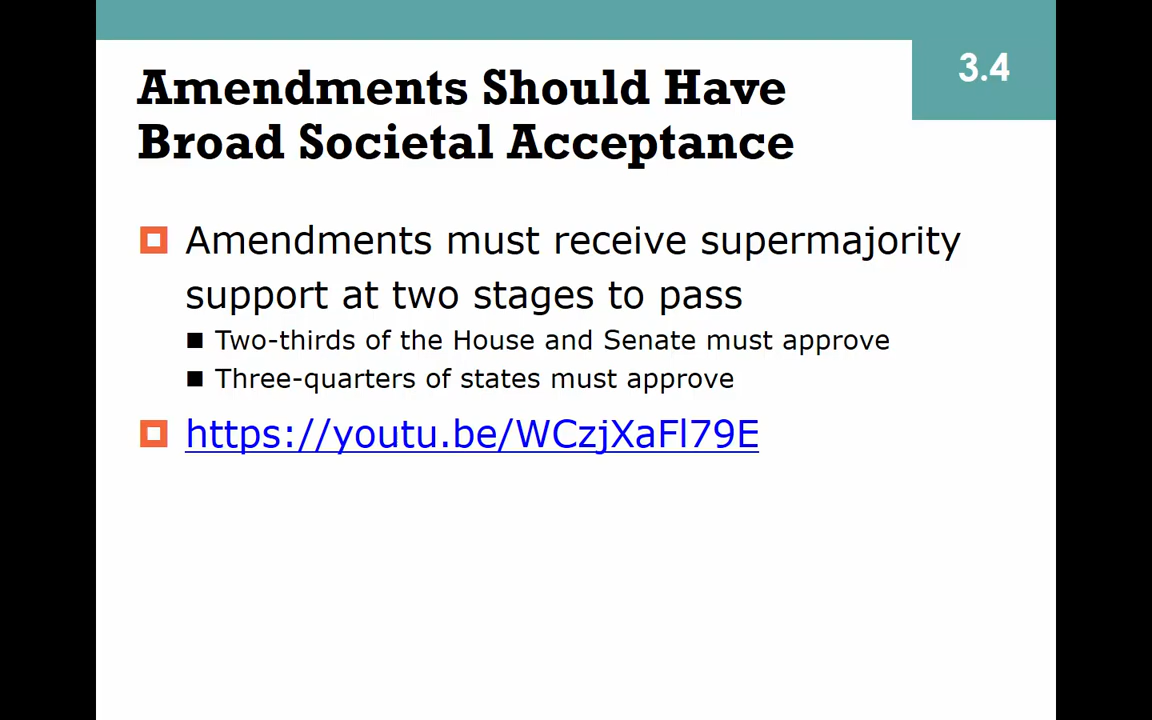 3.4
Amendments Should Have
Broad Societal Acceptance
Amendments must receive supermajority
support at two stages to pass
Two-thirds of the House and Senate must approve
Three-quarters of states must approve
https://youtu.be/WCzjXaFl79E